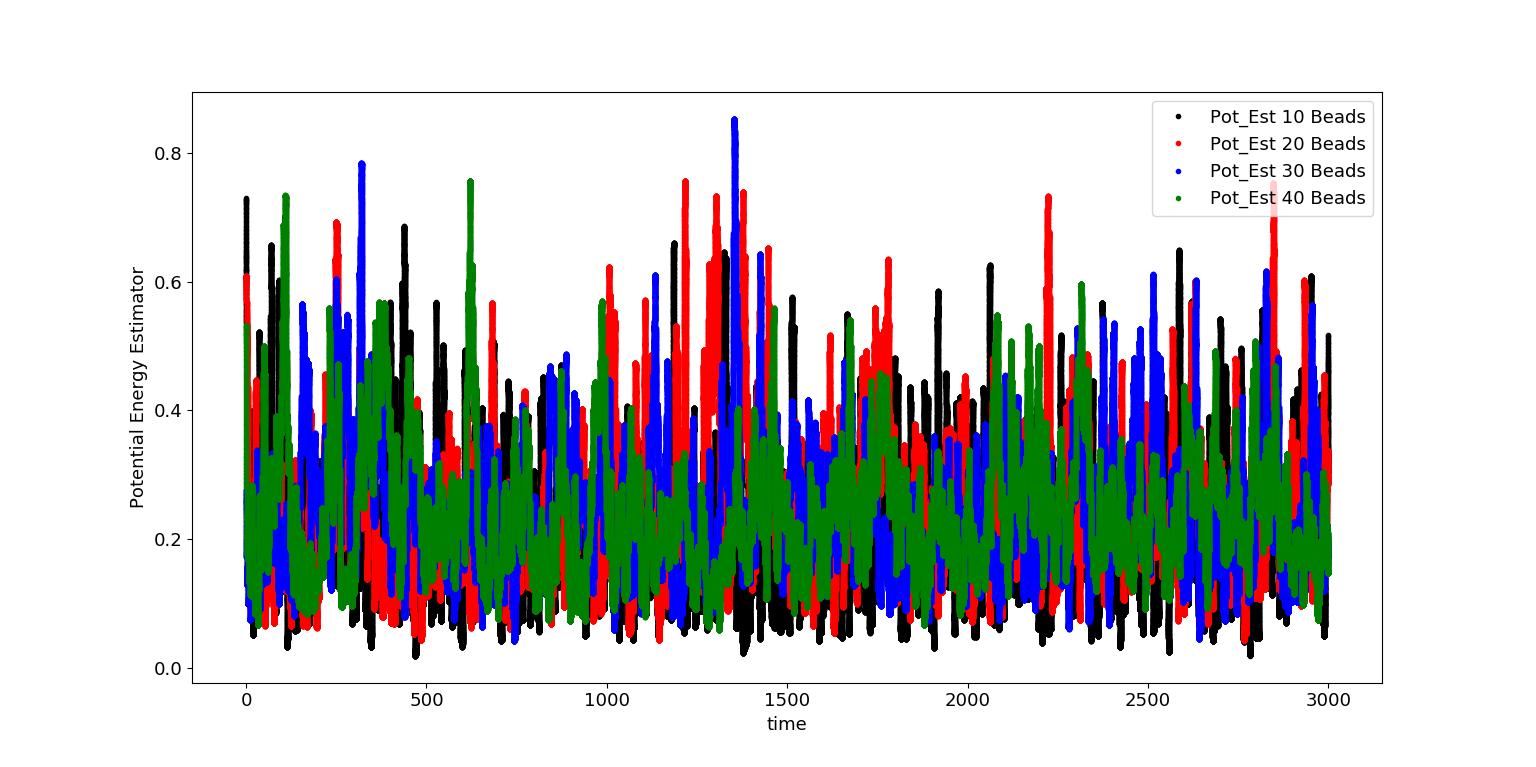 Pot_Est 10 Beads
Pot_Est 20 Beads
Pot_Est 30 Beads
Pot_Est 40 Beads
0.8
0.6
0.4
0.2
0.0
Potential Energy Estimator
0 500 1000 1500 2000 2500 3000
time